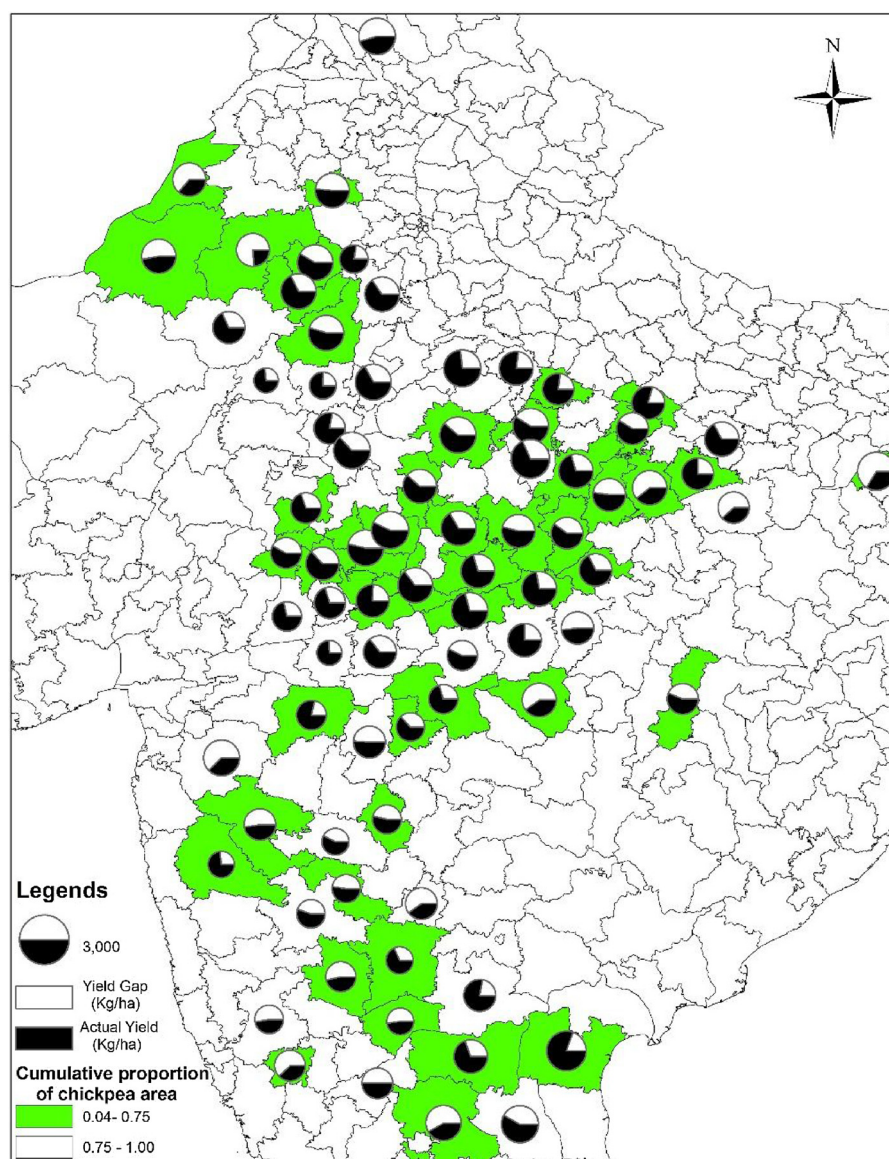 N
Legends
3,000
Yield Gap
(Kg/ha)
Actual Yield
(Kg/ha)
Cumulative proportion
of chickpea area
0.04- 0.75
0.75 - 1.00